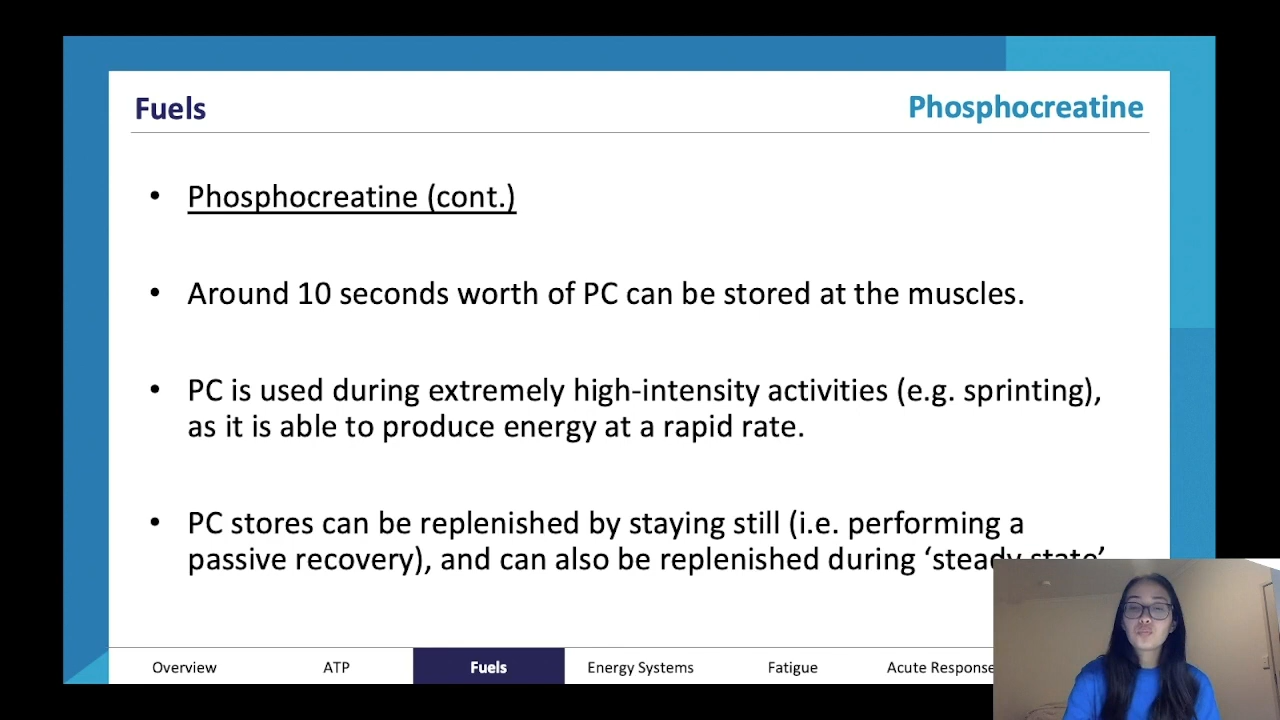 Fuels
Phosphocreatine
• Phosphocreatine (cont.)
• Around 10 seconds worth of PC can be stored at the muscles.
• PC is used during extremely high-intensity activities (e.g. sprinting),
as it is able to produce energy at a rapid rate.
• PC stores can be replenished by staying still (i.e. performing a
passive recovery), and can also be replenished during ‘steady state’
Overview ATP Fuels Energy Systems Fatigue Acute Response